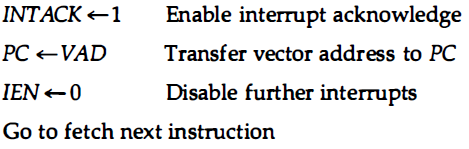 INTACK ←1 Enable interrupt acknowledge
PC ←VAD Transfer vector address to PC
IEN ←0 Disable further interrupts
Go to fetch next instruction